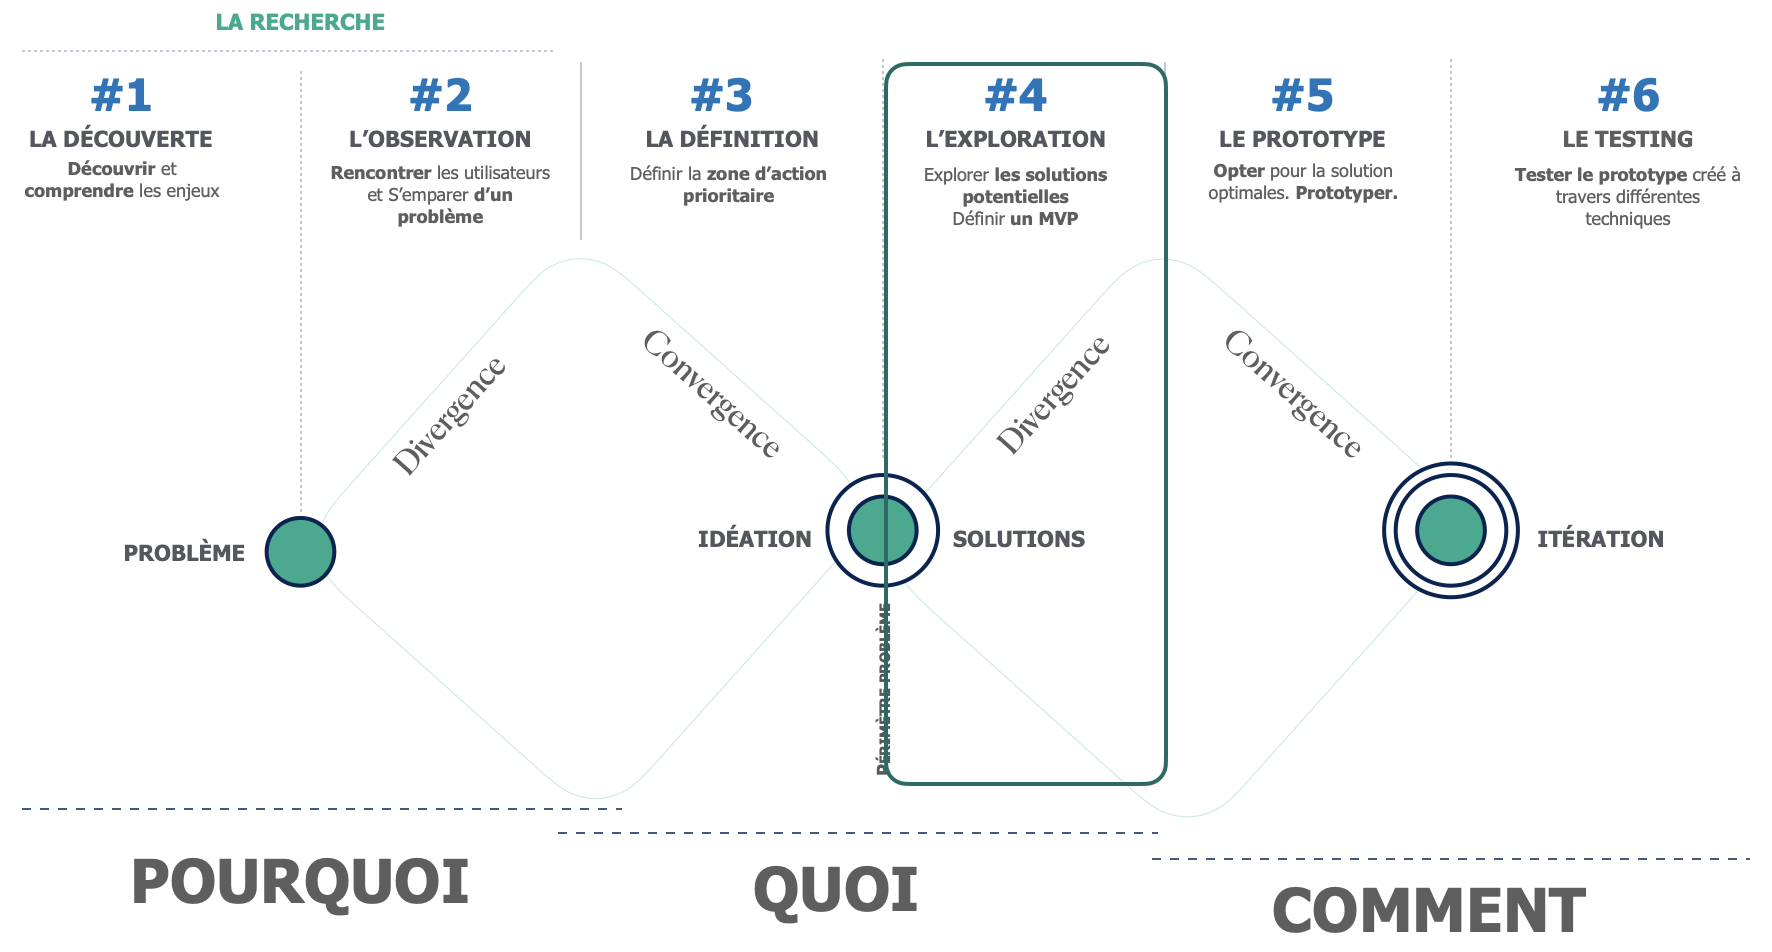 LA RECHERCHE
#1
LA DÉCOUVERTE
Découvrir et
comprendre les enjeux
#2
L’OBSERVATION
Rencontrer les utilisateurs
et S’emparer d’un
problème
#3
LA DÉFINITION
Définir la zone d’action
prioritaire
#4
L’EXPLORATION
Explorer les solutions
potentielles
Définir un MVP
#5
LE PROTOTYPE
Opter pour la solution
optimales. Prototyper.
#6
LE TESTING
Tester le prototype créé à
travers différentes
techniques
Divergence
Convergence
Divergence
Convergence
PROBLÈME
IDÉATION
SOLUTIONS
ITÉRATION
PÉRIMÈTRE PROBLÈME
POURQUOI
QUOI
COMMENT